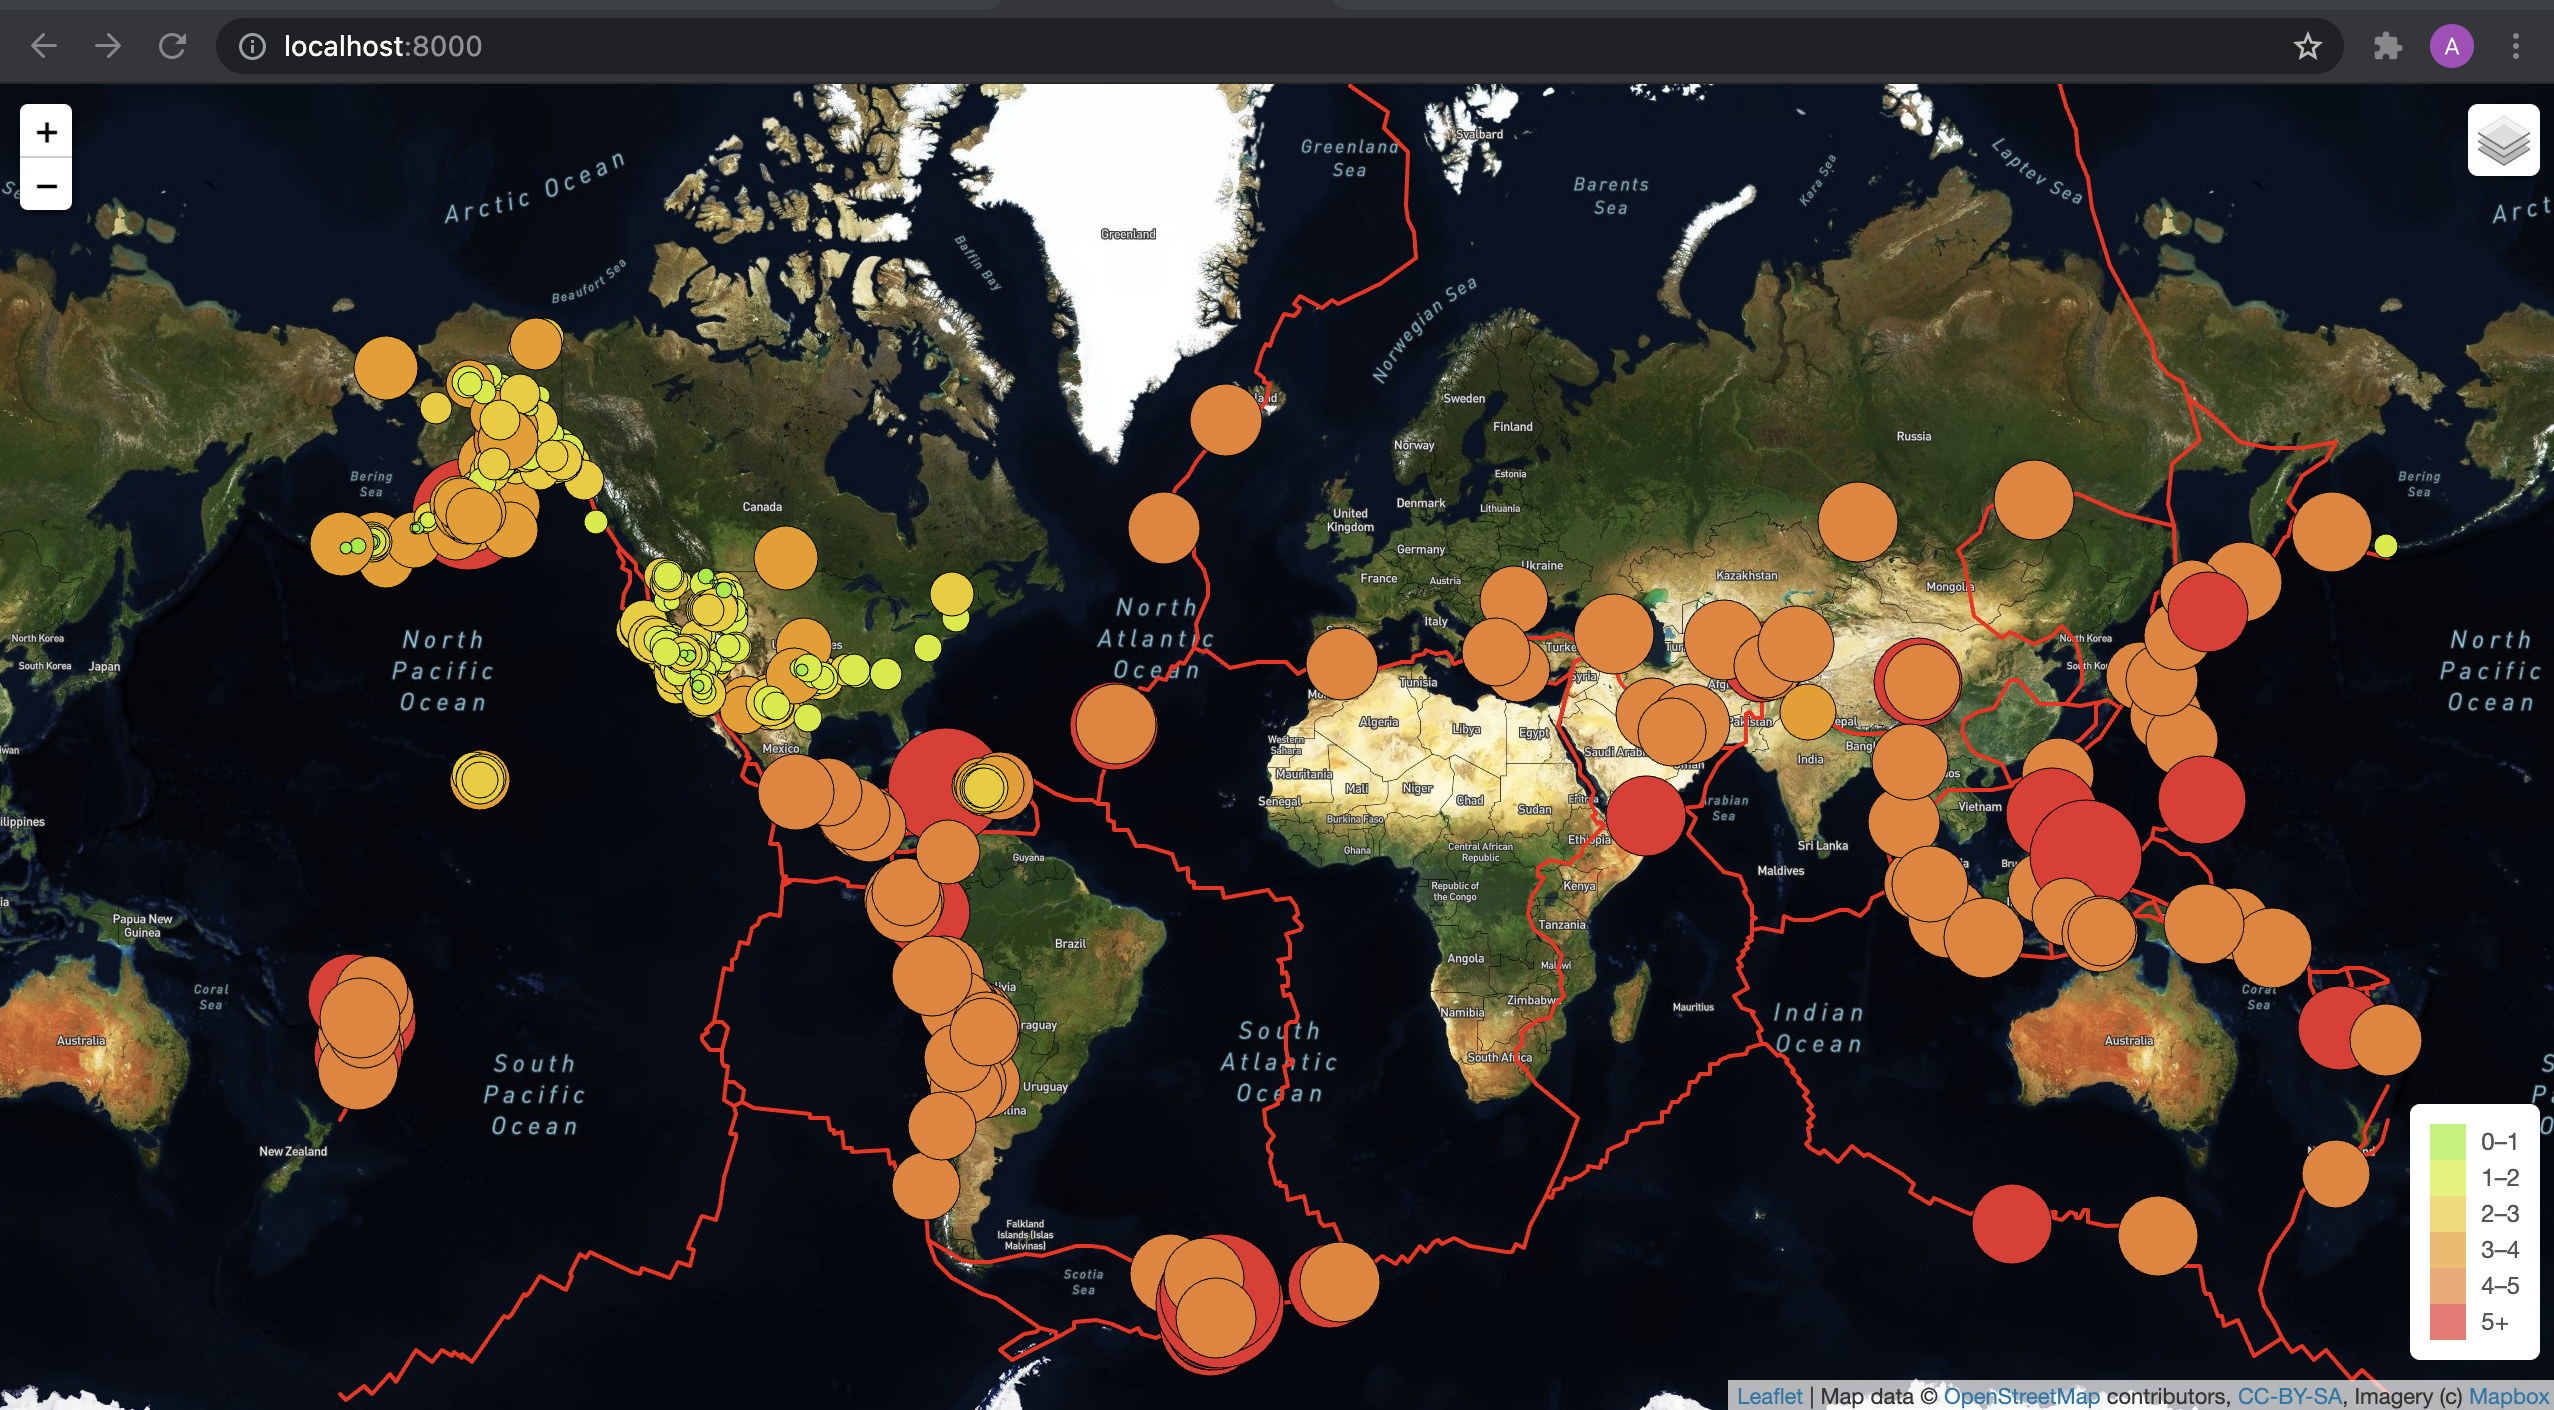 localhost:8000
A
+
−
Greenland
Sea
Svalbard
Barents
Sea
Kara Sea
Laptev Sea
Arct
Arctic Ocean
Beaufort Sea
Baffin Bay
Greenland
Norwegian Sea
Sweden
Finland
Norway
Estonia
Russia
Denmark
Lithuania
United
Kingdom
Germany
Ukraine
France
Austria
Kazakhstan
Mongolia
Italy
Bering
Sea
Bering
Sea
Canada
North Korea
South Korea
Japan
North
Pacific
Ocean
North
Atlantic
Ocean
North Korea
North
Pacific
Ocean
Tunisia
Syria
Algeria
Libya
Egypt
Western
Sahara
Pakistan
India
Mexico
Mauritania
Mali
Niger
Chad
Sudan
Senegal
Burkina Faso
Ghana
Central African
Republic
Ethiopia
Vietnam
Sri Lanka
Maldives
Guyana
Republic of
the Congo
Kenya
Tanzania
Papua New
Guinea
Brazil
Angola
Malawi
Zimbabwe
Namibia
Mauritius
South Africa
Coral
Sea
Australia
Indian
Ocean
Coral
Sea
Australia
South
Pacific
Ocean
South
Atlantic
Ocean
Uruguay
New Zealand
Falkland
Islands (Islas
Malvinas)
Scotia
Sea
0–1
1–2
2–3
3–4
4–5
5+
Leaflet | Map data © OpenStreetMap contributors, CC-BY-SA, Imagery (c) Mapbox